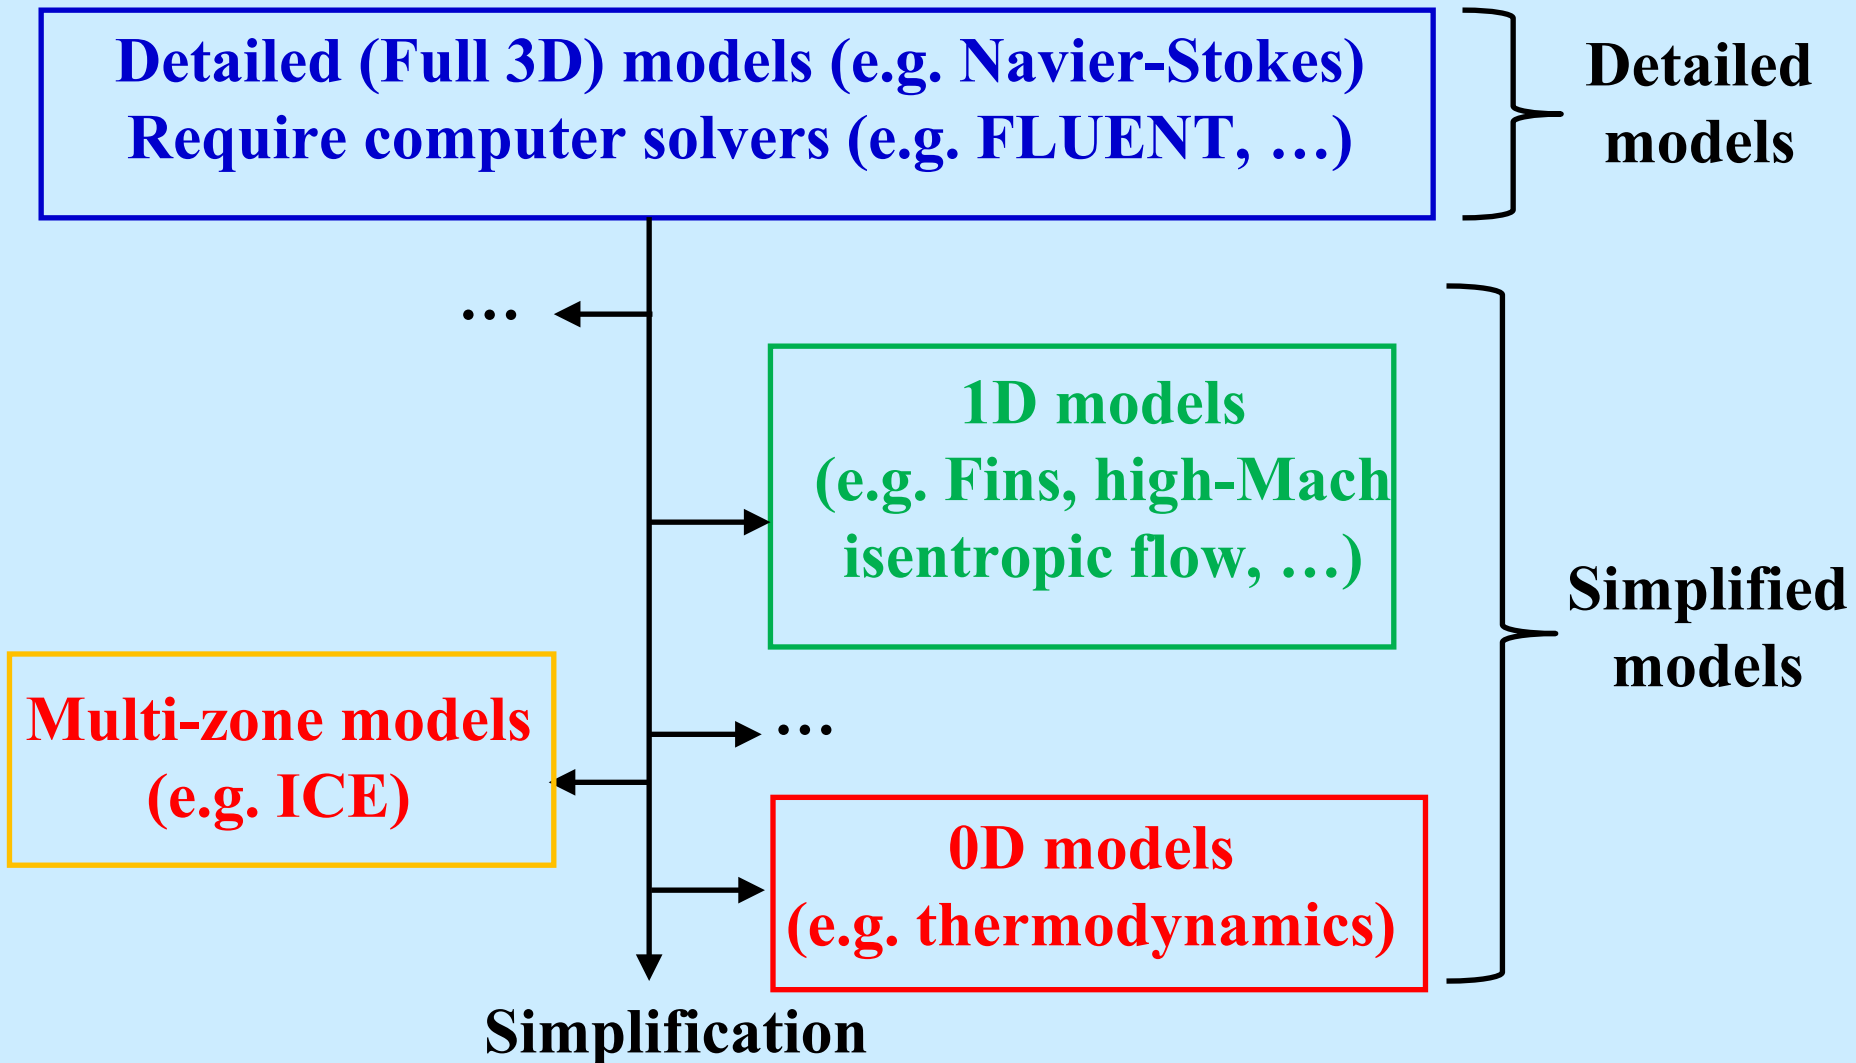 Detailed (Full 3D) models (e.g. Navier-Stokes)
Require computer solvers (e.g. FLUENT, …)
Detailed
models
…
1D models
(e.g. Fins, high-Mach
isentropic flow, …)
Simplified
models
Multi-zone models
(e.g. ICE)
…
0D models
(e.g. thermodynamics)
Simplification